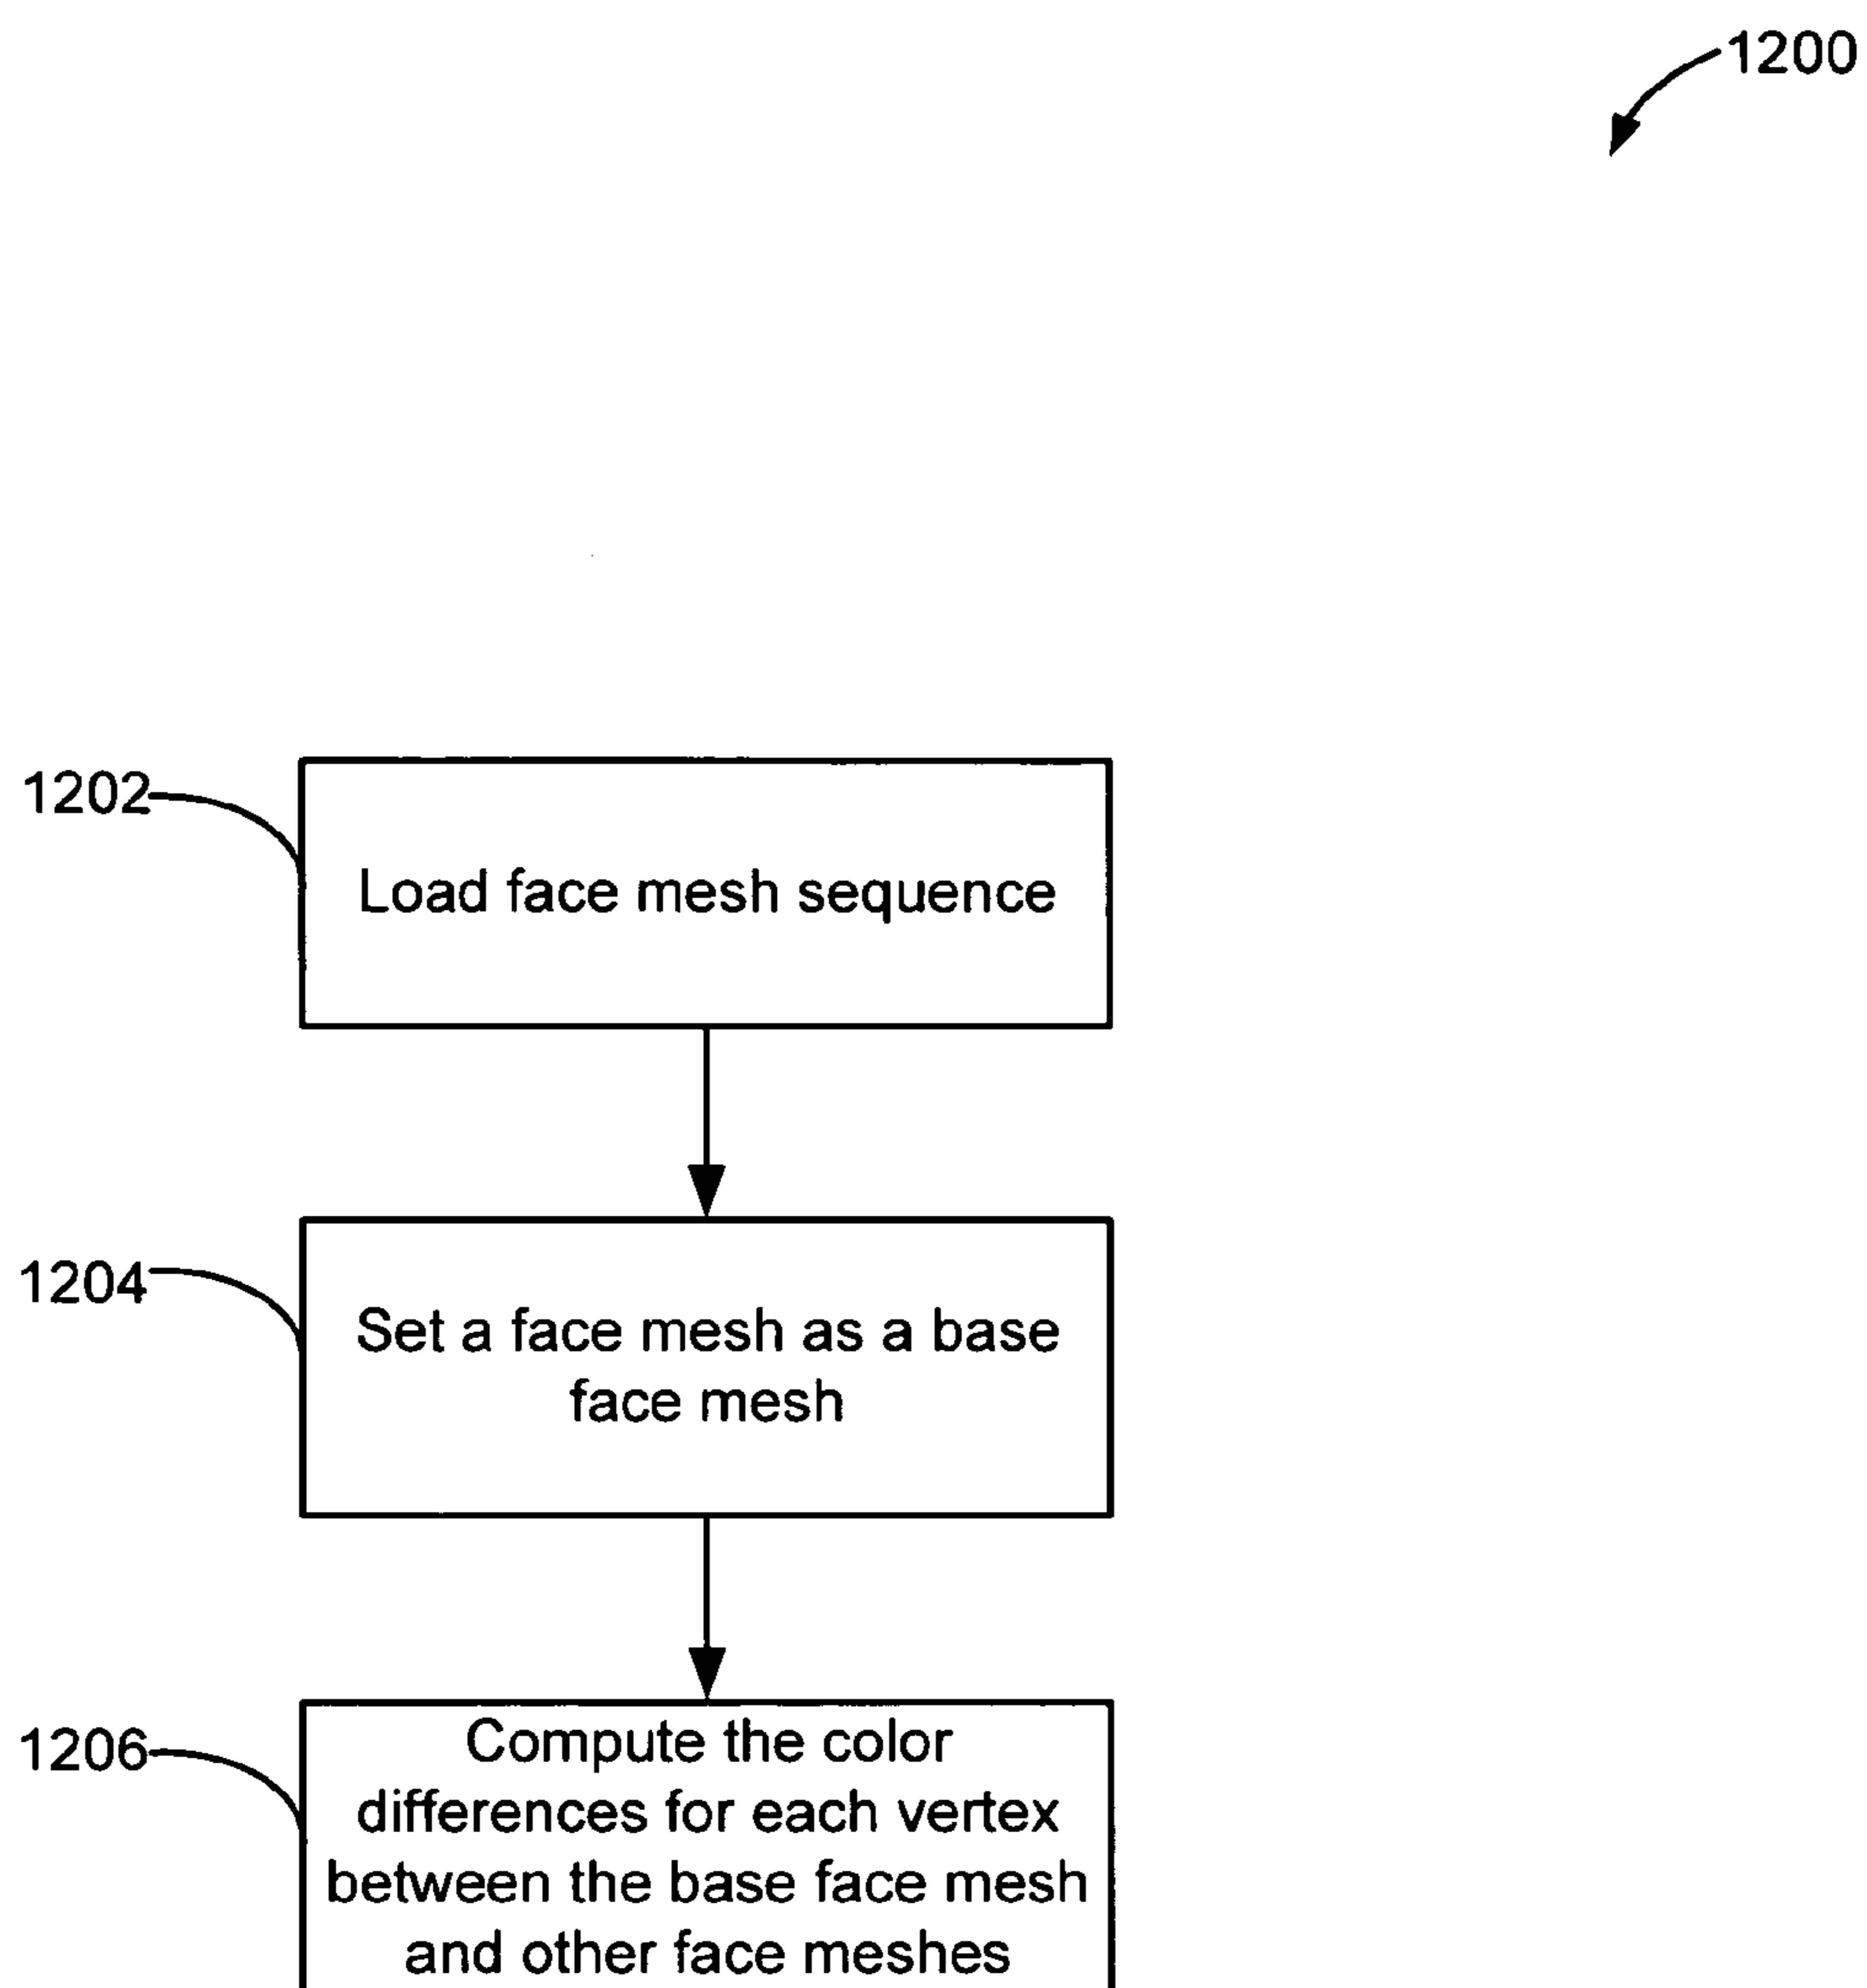 1200
1202
Load face mesh sequence
1204
Set a face mesh as a base
face mesh
1206
Compute the color
differences for each vertex
between the base face mesh
and other face meshes